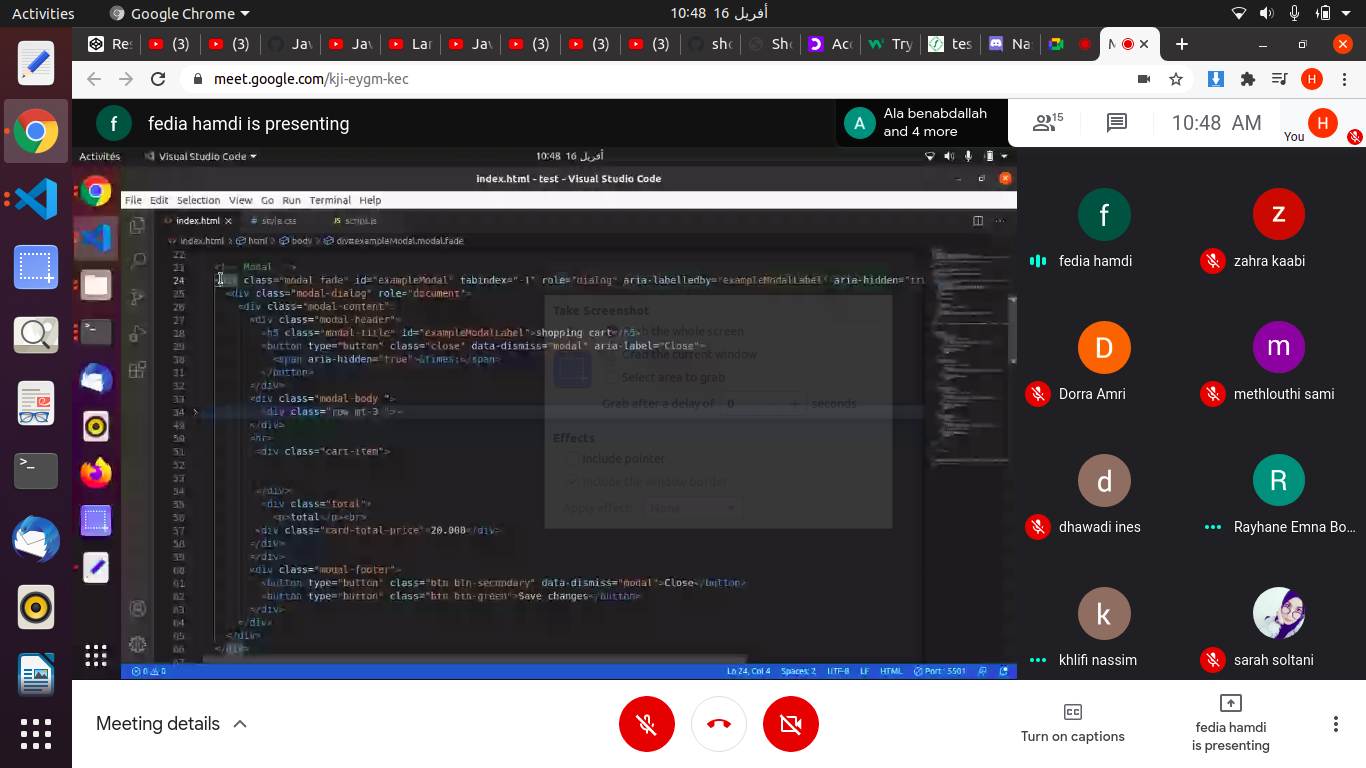 Activities
Google Chrome
10:48 16 أفريل
Res
(3)
(3)
Jav
Jav
Lar
Jav
(3)
(3)
(3)
sho
Sho
Acc
Try
tes
Na
meet.google.com/kji-eygm-kec
H
f
fedia hamdi is presenting
A
Ala benabdallah
and 4 more
15
10:48 AM
You
H
Activités
Visual Studio Code
10:48 16 أفريل
index.html - test - Visual Studio Code
File Edit Selection View Go Run Terminal Help
index.html style.css script.js
index.html > html > body > div#exampleModal.modal.fade
22
23 <!-- Modal -->
24 class="modal fade" id="exampleModal" tabindex="-1" role="dialog" aria-labelledby="exampleModalLabel" aria-hidden="tr
25 <div class="modal-dialog" role="document">
26 <div class="modal-content">
27 <div class="modal-header">
28 <h5 class="modal-title" id="exampleModalLabel">shopping cart</h5>
29 <button type="button" class="close" data-dismiss="modal" aria-label="Close">
30 <span aria-hidden="true">&times;</span>
31 </button>
32 </div>
33 <div class="modal-body ">
34 <div class="row mt-3 ">
49 </div>
50 <hr>
51 <div class="cart-item">
52
53
54 </div>
55 <div class="total">
56 <p>total</p><br>
57 <div class="card-total-price">20.000</div>
58 </div>
59 </div>
60 <div class="modal-footer">
61 <button type="button" class="btn btn-secondary" data-dismiss="modal">Close</button>
62 <button type="button" class="btn btn-green">Save changes</button>
63 </div>
64 </div>
65 </div>
66 </div>
Take Screenshot
Grab the whole screen
Grab the current window
Select area to grab
Grab after a delay of 0 + seconds
Effects
Include pointer
Include the window border
Apply effect: None
0 0
Ln 24, Col 4 Spaces: 2 UTF-8 LF HTML Port : 5501
f
fedia hamdi
z
zahra kaabi
D
Dorra Amri
m
methlouthi sami
d
dhawadi ines
R
Rayhane Emna Bo...
k
khlifi nassim
sarah soltani
Meeting details
CC
Turn on captions
fedia hamdi
is presenting